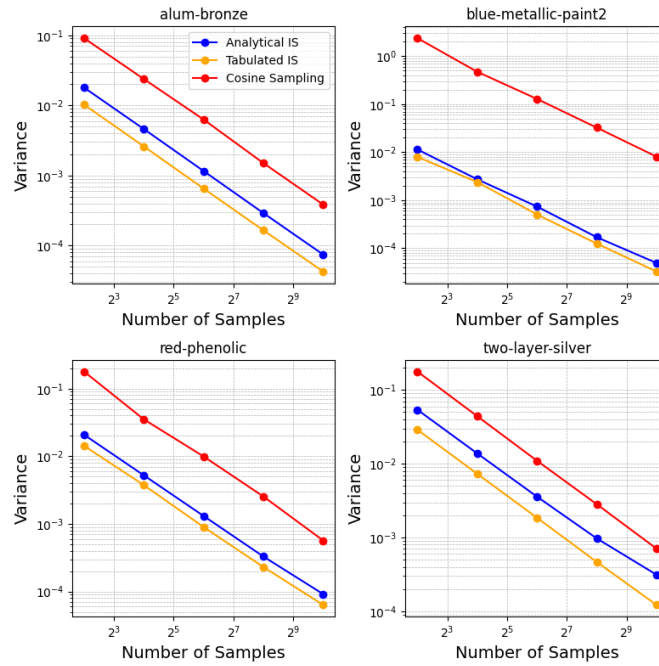 alum-bronze
10⁻¹
10⁻²
10⁻³
10⁻⁴
Variance
Analytical IS
Tabulated IS
Cosine Sampling
2³ 2⁵ 2⁷ 2⁹
Number of Samples
blue-metallic-paint2
10⁰
10⁻¹
10⁻²
10⁻³
10⁻⁴
Variance
2³ 2⁵ 2⁷ 2⁹
Number of Samples
red-phenolic
10⁻¹
10⁻²
10⁻³
10⁻⁴
Variance
2³ 2⁵ 2⁷ 2⁹
Number of Samples
two-layer-silver
10⁻¹
10⁻²
10⁻³
10⁻⁴
Variance
2³ 2⁵ 2⁷ 2⁹
Number of Samples